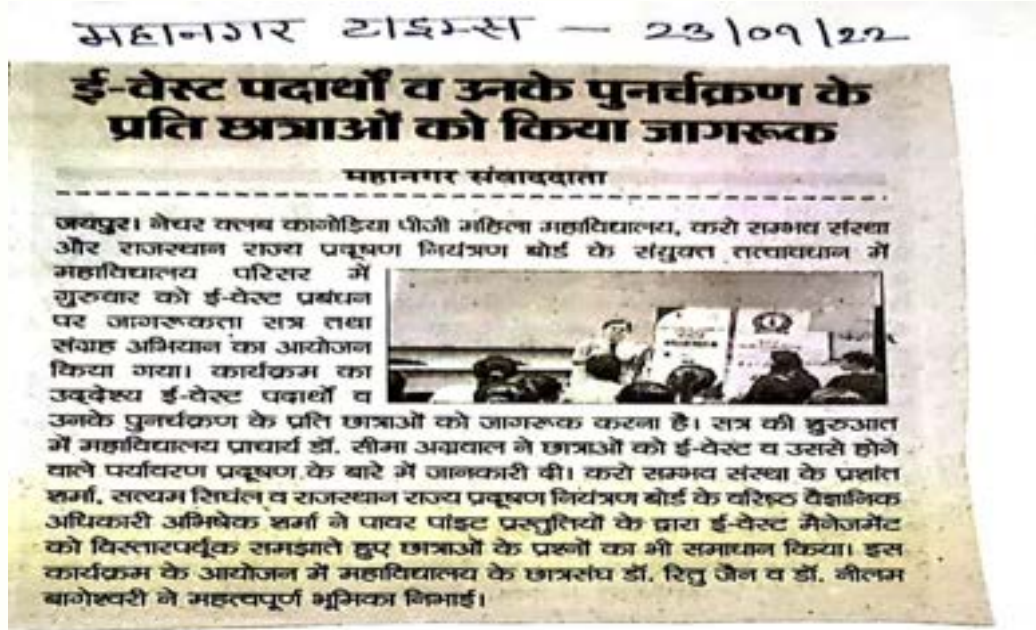 महानगर टाइम्स - 23/09/22
ई-वेस्ट पदार्थों व उनके पुनर्चक्रण के
प्रति छात्राओं को किया जागरूक
महानगर संवाददाता
जयपुर। नेचर क्लब कानोडिया पीजी महिला महाविद्यालय, करो सम्भव संस्था
और राजस्थान राज्य प्रदूषण नियंत्रण बोर्ड के संयुक्त तत्वावधान में
महाविद्यालय परिसर में
गुरुवार को ई-वेस्ट प्रबंधन
पर जागरूकता सत्र तथा
संग्रह अभियान का आयोजन
किया गया। कार्यक्रम का
उद्देश्य ई-वेस्ट पदार्थों व
उनके पुनर्चक्रण के प्रति छात्राओं को जागरूक करना है। सत्र की शुरुआत
में महाविद्यालय प्राचार्य डॉ. सीमा अग्रवाल ने छात्राओं को ई-वेस्ट व उससे होने
वाले पर्यावरण प्रदूषण के बारे में जानकारी दी। करो सम्भव संस्था के प्रशांत
शर्मा, सत्यम सिंघल व राजस्थान राज्य प्रदूषण नियंत्रण बोर्ड के वरिष्ठ वैज्ञानिक
अधिकारी अभिषेक शर्मा ने पावर पांइट प्रस्तुतियों के द्वारा ई-वेस्ट मैनेजमेंट
को विस्तारपर्वूक समझाते हुए छात्राओं के प्रश्नों का भी समाधान किया। इस
कार्यक्रम के आयोजन में महाविद्यालय के छात्रसंघ डॉ. रितु जैन व डॉ. नीलम
बागेश्वरी ने महत्वपूर्ण भूमिका निभाई।